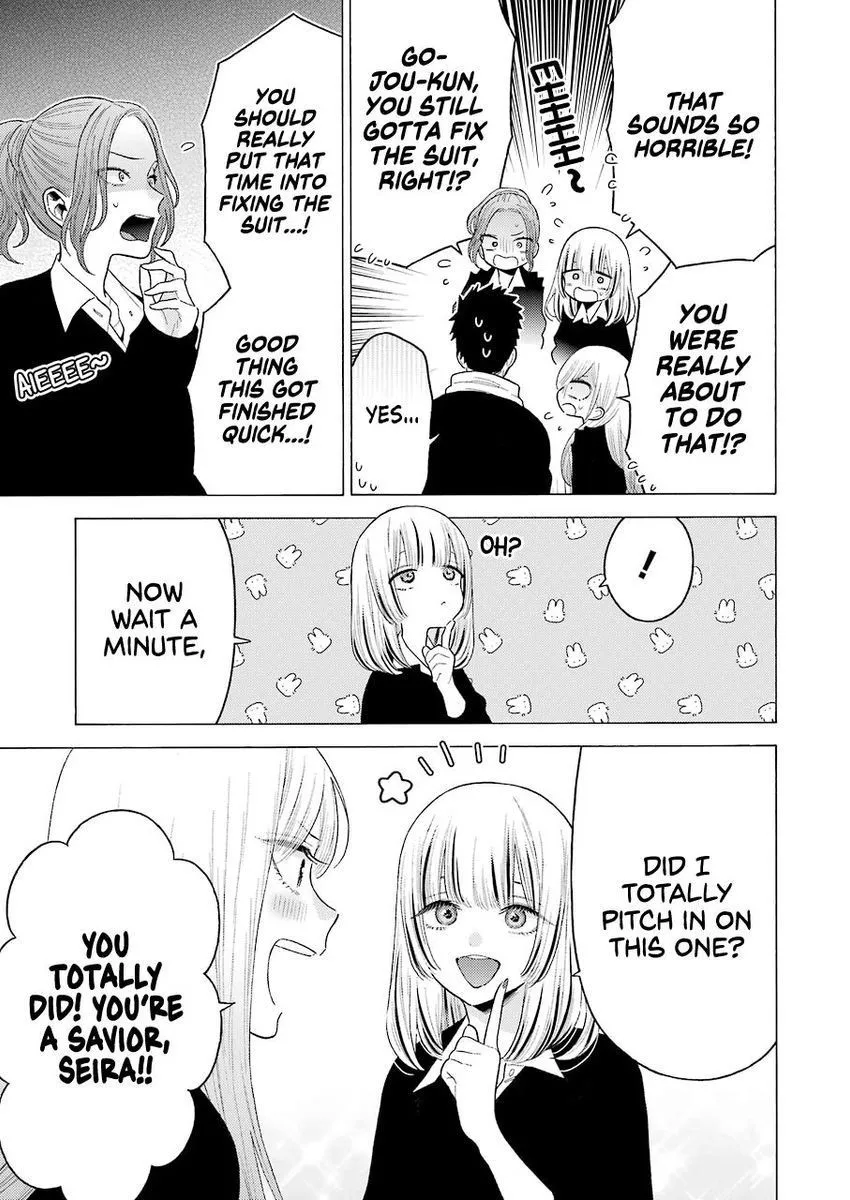 THAT
SOUNDS SO
HORRIBLE!
GO-
JOU-KUN,
YOU STILL
GOTTA FIX
THE SUIT,
RIGHT!?
EHHHH~
YOU
WERE
REALLY
ABOUT
TO DO
THAT!?
YES...
YOU
SHOULD
REALLY
PUT THAT
TIME INTO
FIXING THE
SUIT...!
GOOD
THING
THIS GOT
FINISHED
QUICK...!
AIEEEE~
!
OH?
NOW
WAIT A
MINUTE,
DID I
TOTALLY
PITCH IN ON
THIS ONE?
YOU
TOTALLY
DID! YOU'RE
A SAVIOR,
SEIRA!!